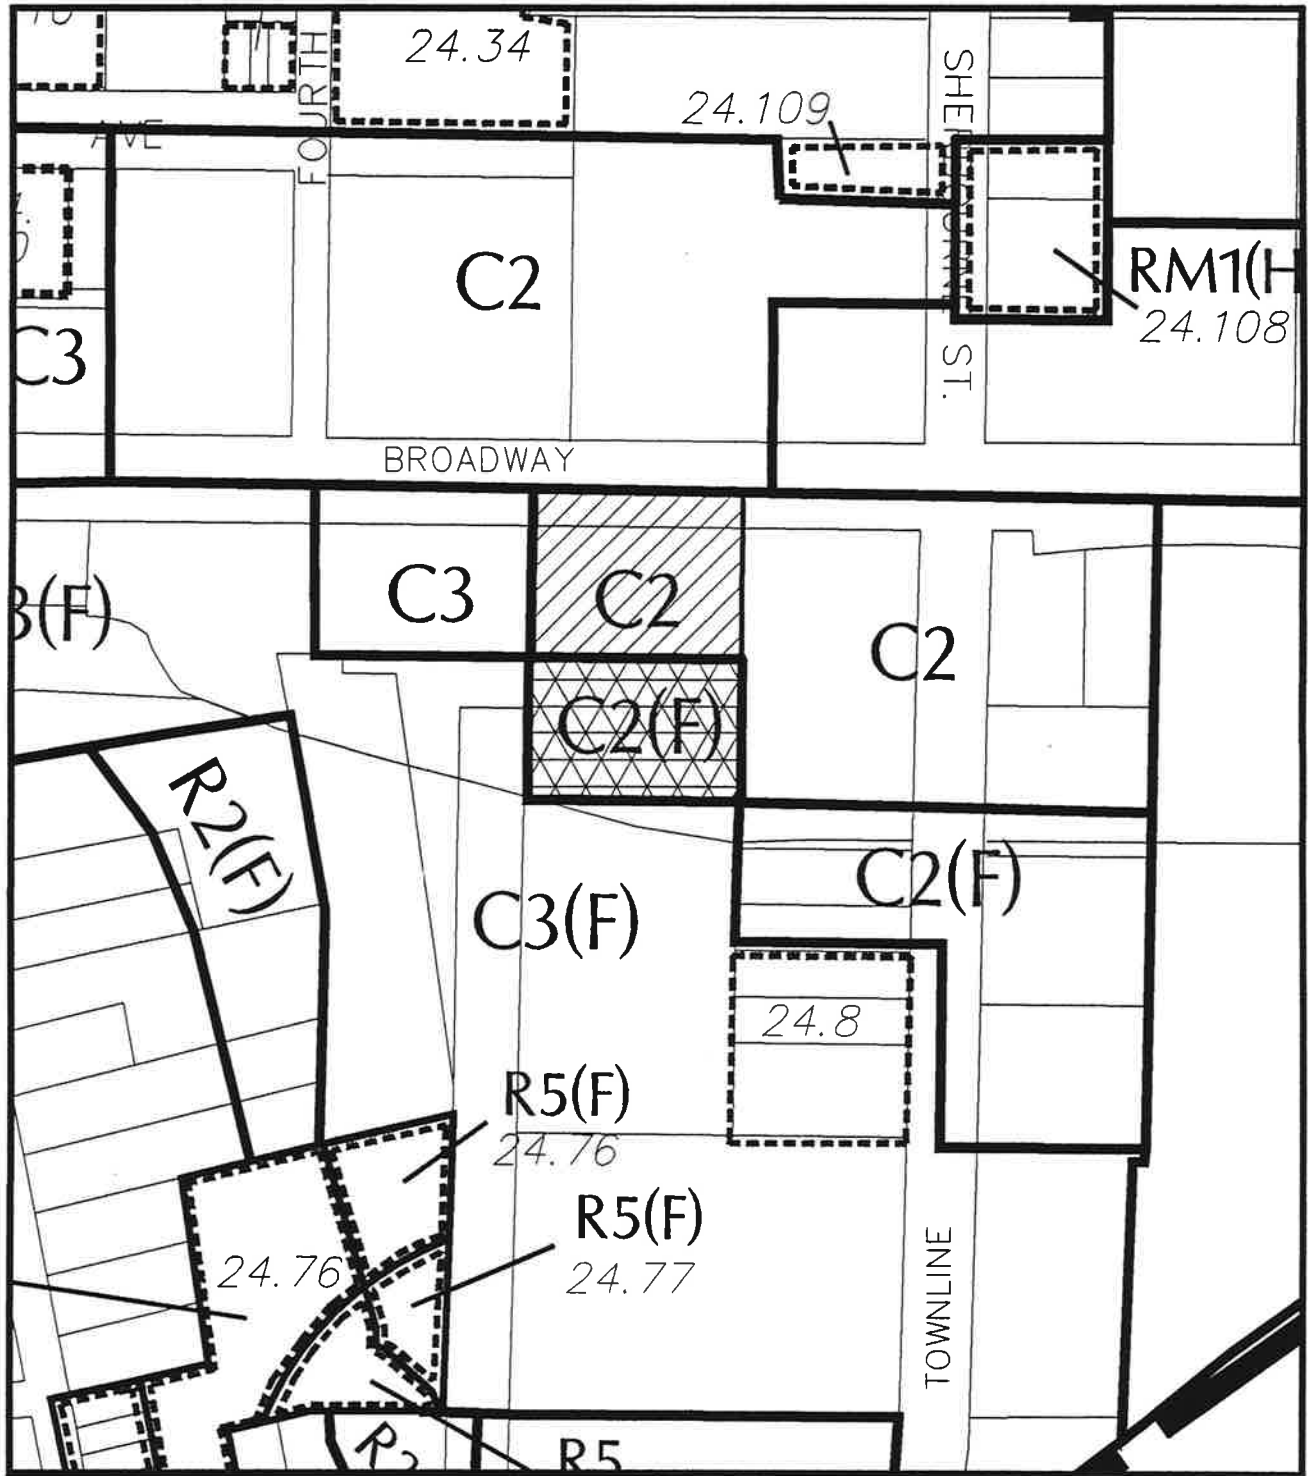 24.34
FOURTH
AVE
24.109
ST.
C2
RM1(H
24.108
C3
BROADWAY
C3
C2
C2
3(F)
C2(F)
R2(F)
C2(F)
C3(F)
24.8
R5(F)
24.76
R5(F)
24.77
24.76
TOWNLINE
R5